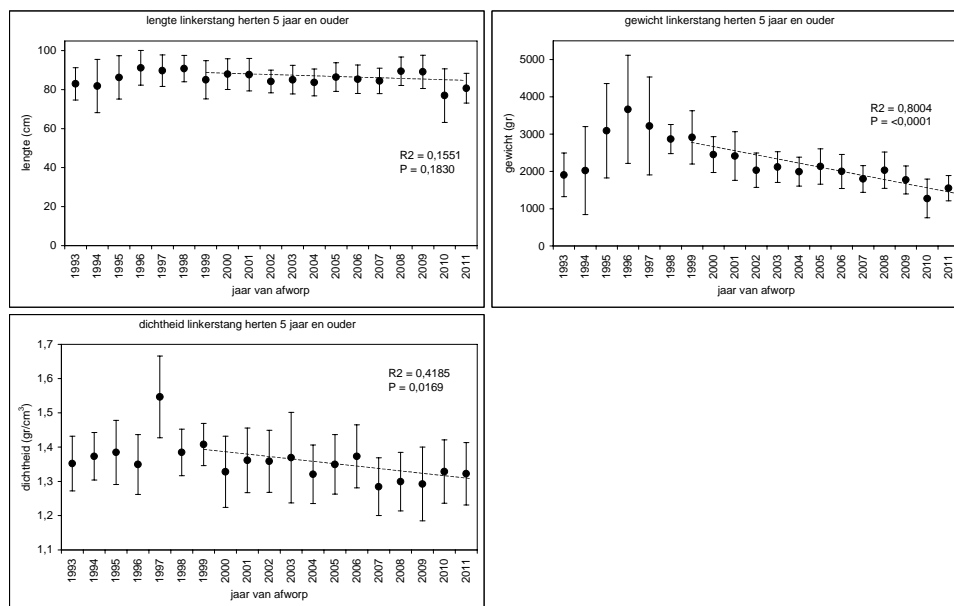 lengte linkerstang herten 5 jaar en ouder
100
80
60
40
20
0
lengte (cm)
R2 = 0,1551
P = 0,1830
1993 1994 1995 1996 1997 1998 1999 2000 2001 2002 2003 2004 2005 2006 2007 2008 2009 2010 2011
jaar van afworp
gewicht linkerstang herten 5 jaar en ouder
5000
4000
3000
2000
1000
0
gewicht (gr)
R2 = 0,8004
P = <0,0001
1993 1994 1995 1996 1997 1998 1999 2000 2001 2002 2003 2004 2005 2006 2007 2008 2009 2010 2011
jaar van afworp
dichtheid linkerstang herten 5 jaar en ouder
1,7
1,6
1,5
1,4
1,3
1,2
1,1
dichtheid (gr/cm³)
R2 = 0,4185
P = 0,0169
1993 1994 1995 1996 1997 1998 1999 2000 2001 2002 2003 2004 2005 2006 2007 2008 2009 2010 2011
jaar van afworp